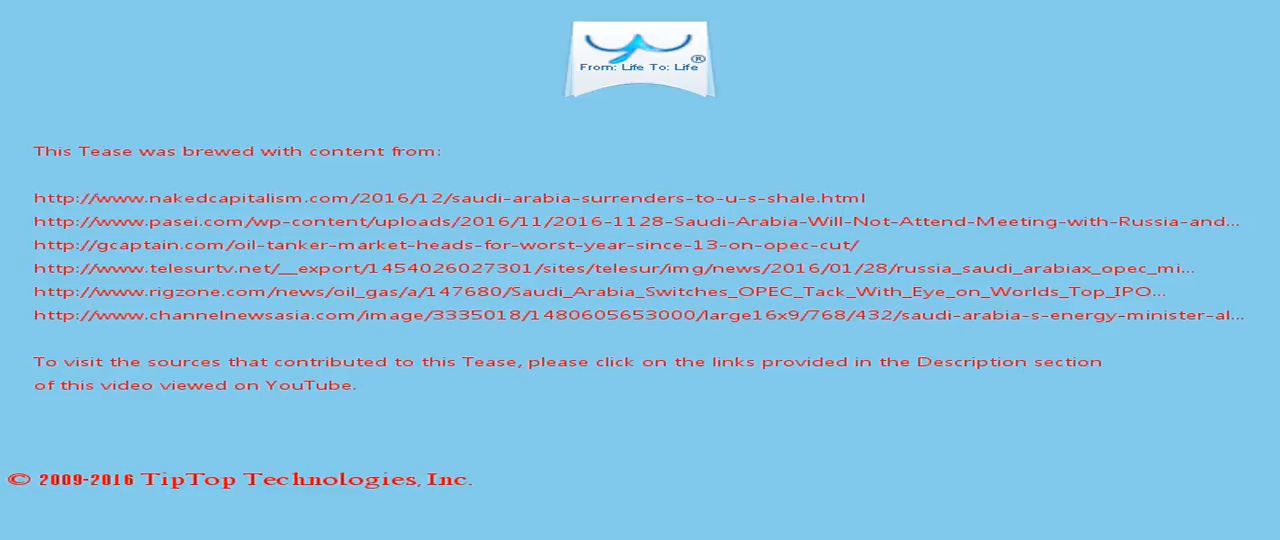 From: Life To: Life®
This Tease was brewed with content from:
http://www.nakedcapitalism.com/2016/12/saudi-arabia-surrenders-to-u-s-shale.html
http://www.pasei.com/wp-content/uploads/2016/11/2016-1128-Saudi-Arabia-Will-Not-Attend-Meeting-with-Russia-and...
http://gcaptain.com/oil-tanker-market-heads-for-worst-year-since-13-on-opec-cut/
http://www.telesurtv.net/__export/1454026027301/sites/telesur/img/news/2016/01/28/russia_saudi_arabiax_opec_mi...
http://www.rigzone.com/news/oil_gas/a/147680/Saudi_Arabia_Switches_OPEC_Tack_With_Eye_on_Worlds_Top_IPO...
http://www.channelnewsasia.com/image/3335018/1480605653000/large16x9/768/432/saudi-arabia-s-energy-minister-al...
To visit the sources that contributed to this Tease, please click on the links provided in the Description section
of this video viewed on YouTube.
© 2009-2016 TipTop Technologies, Inc.